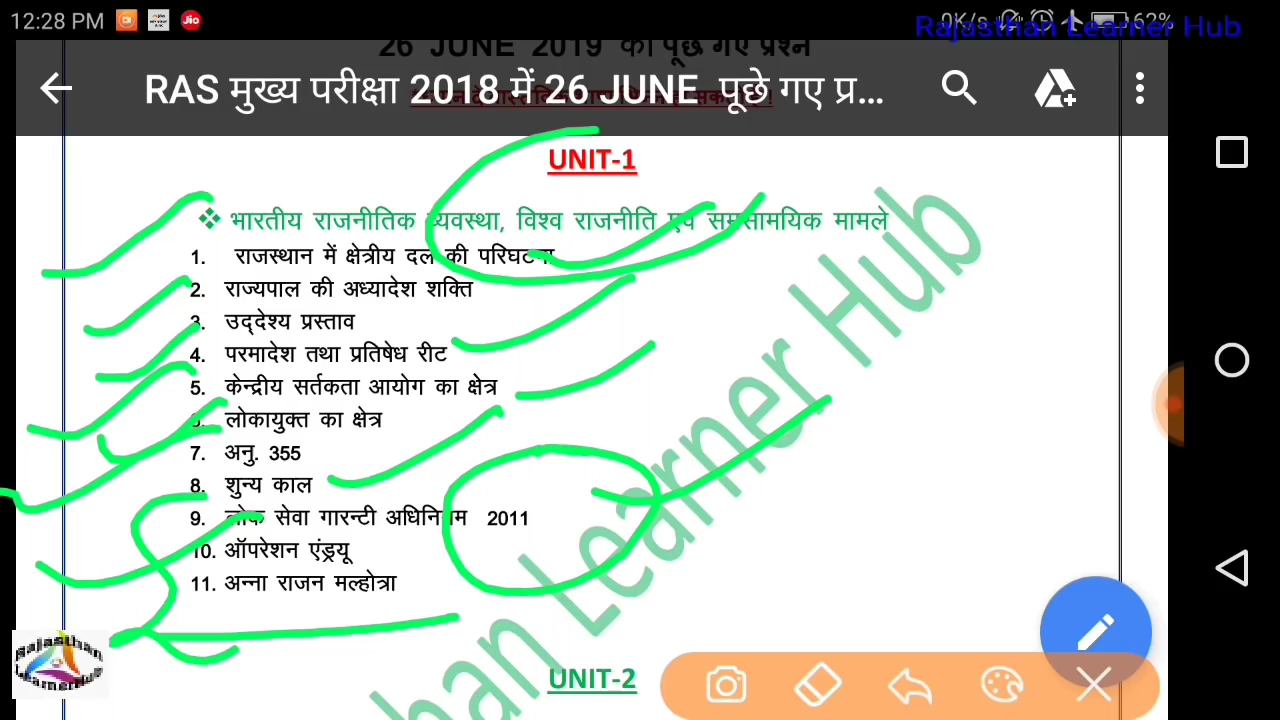 12:28 PM
Jio
0K/s
62%
Rajasthan Learner Hub
26 JUNE 2019 को पूछे गए प्रश्न
RAS मुख्य परीक्षा 2018 में 26 JUNE पूछे गए प्र...
UNIT-1
❖ भारतीय राजनीतिक व्यवस्था, विश्व राजनीति एवं समसामयिक मामले
1. राजस्थान में क्षेत्रीय दल की परिघटना
2. राज्यपाल की अध्यादेश शक्ति
3. उद्देश्य प्रस्ताव
4. परमादेश तथा प्रतिषेध रीट
5. केन्द्रीय सर्तकता आयोग का क्षेत्र
6. लोकायुक्त का क्षेत्र
7. अनु. 355
8. शुन्य काल
9. लोक सेवा गारन्टी अधिनियम 2011
10. ऑपरेशन एंड्रयू
11. अन्ना राजन मल्होत्रा
Learner Hub
Rajasthan
Learner Hub
UNIT-2